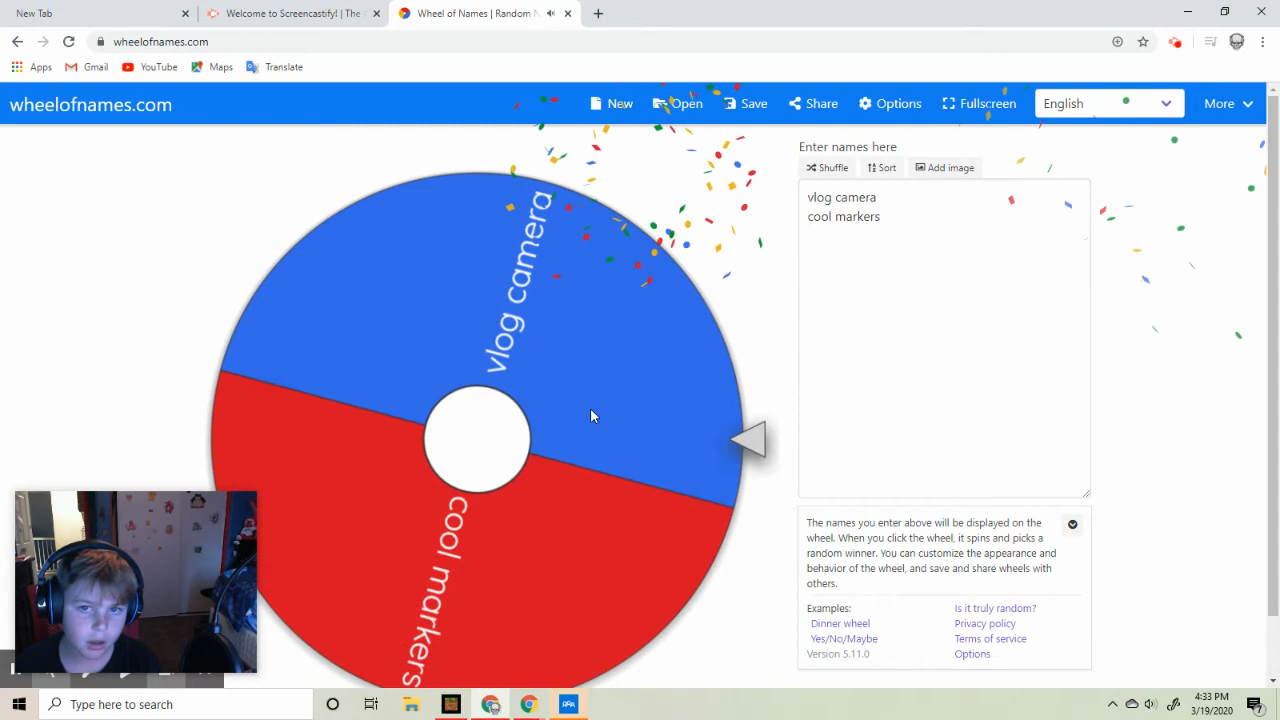 New Tab
Welcome to Screencastify! | The
Wheel of Names | Random N
wheelofnames.com
Apps
Gmail
YouTube
Maps
Translate
wheelofnames.com
New
Open
Save
Share
Options
Fullscreen
English
More
Enter names here
Shuffle
Sort
Add image
vlog camera
cool markers
vlog camera
cool markers
The names you enter above will be displayed on the
wheel. When you click the wheel, it spins and picks a
random winner. You can customize the appearance and
behavior of the wheel, and save and share wheels with
others.
Examples:
Is it truly random?
Dinner wheel
Privacy policy
Yes/No/Maybe
Terms of service
Version 5.11.0
Options
Type here to search
4:33 PM
3/19/2020
7